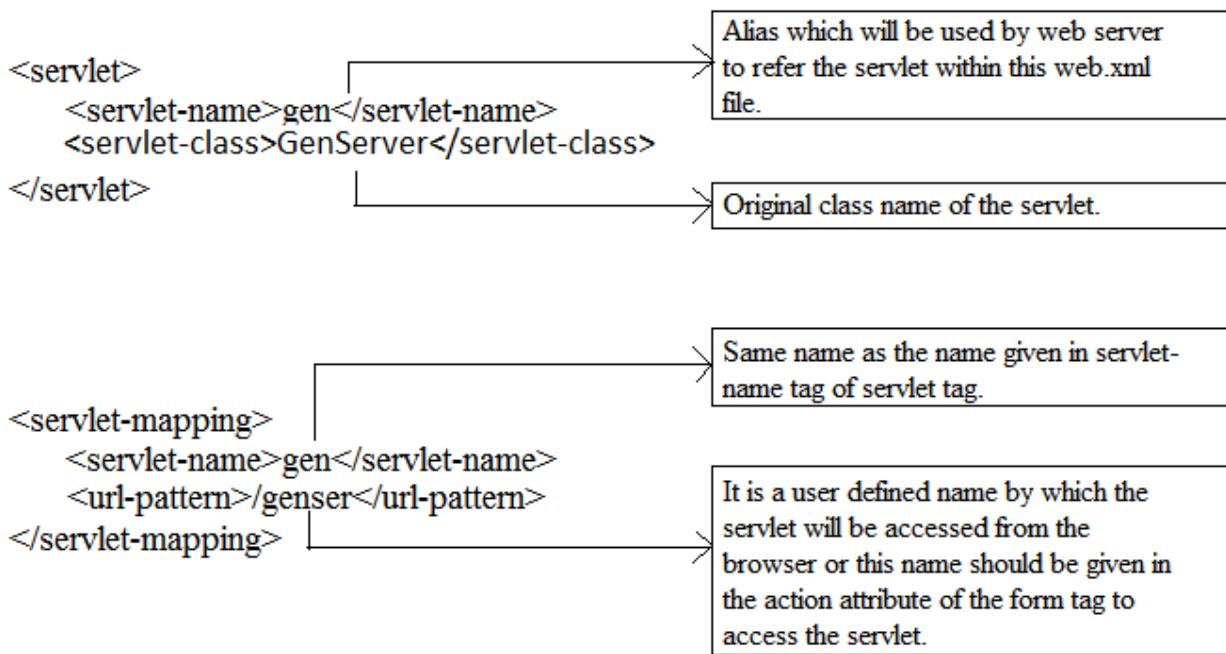 <servlet>
<servlet-name>gen</servlet-name>
<servlet-class>GenServer</servlet-class>
</servlet>
Alias which will be used by web server
to refer the servlet within this web.xml
file.
Original class name of the servlet.
<servlet-mapping>
<servlet-name>gen</servlet-name>
<url-pattern>/genser</url-pattern>
</servlet-mapping>
Same name as the name given in servlet-
name tag of servlet tag.
It is a user defined name by which the
servlet will be accessed from the
browser or this name should be given in
the action attribute of the form tag to
access the servlet.